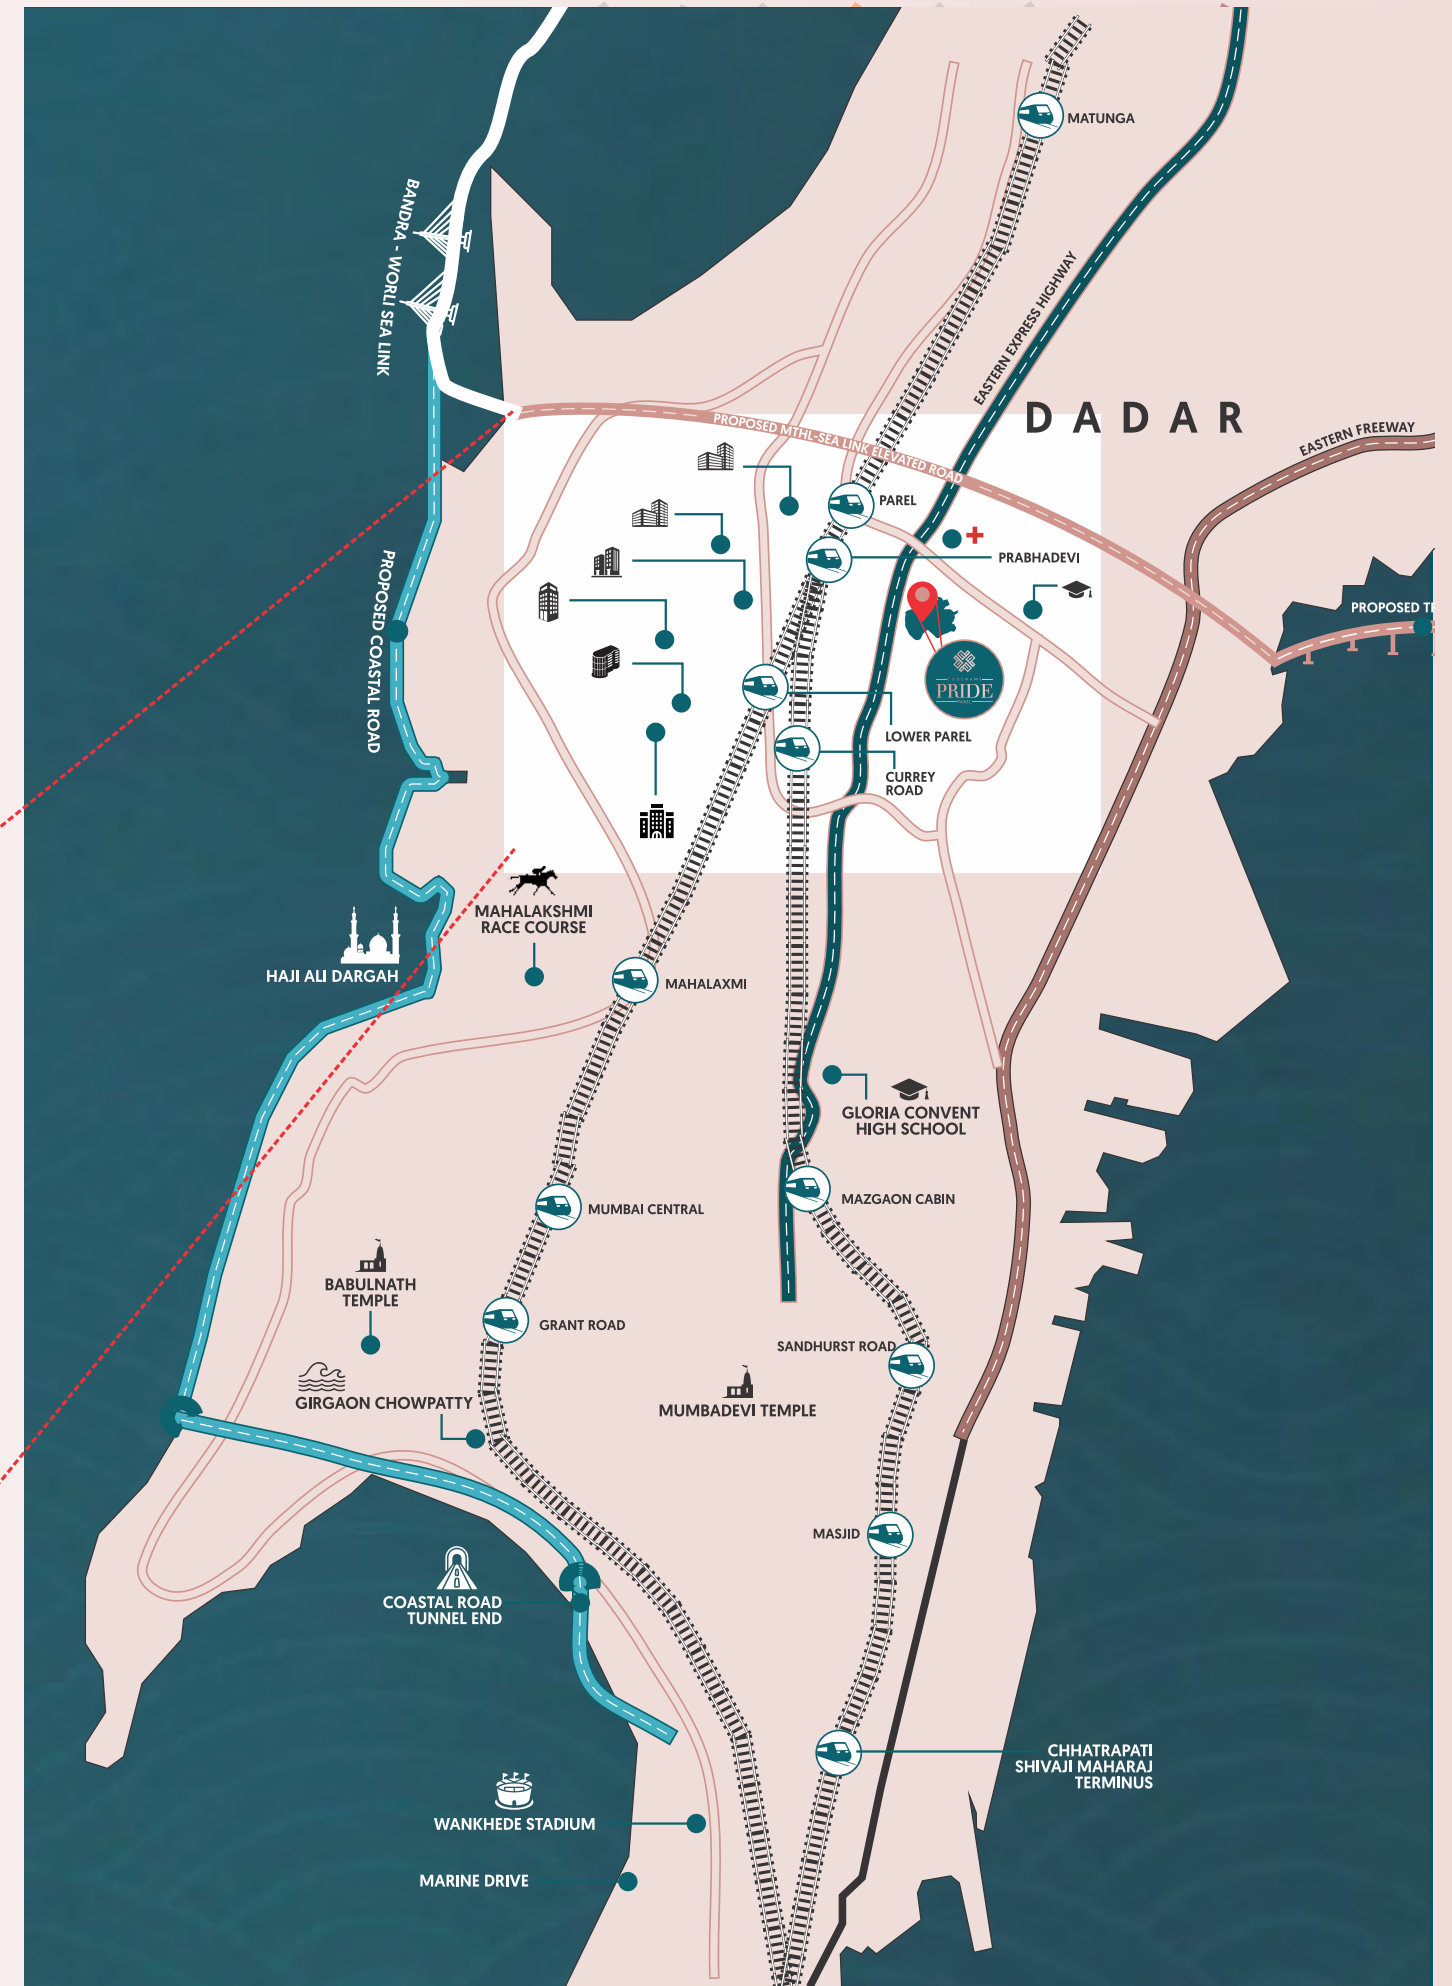 MATUNGA
BANDRA - WORLI SEA LINK
EASTERN EXPRESS HIGHWAY
DADAR
PROPOSED MTHL-SEA LINK ELEVATED ROAD
EASTERN FREEWAY
PAREL
PRABHADEVI
PROPOSED COASTAL ROAD
PROPOSED
PRIDE
PAREL
LOWER PAREL
CURREY
ROAD
MAHALAKSHMI
RACE COURSE
HAJI ALI DARGAH
MAHALAXMI
GLORIA CONVENT
HIGH SCHOOL
MAZGAON CABIN
MUMBAI CENTRAL
BABULNATH
TEMPLE
GRANT ROAD
SANDHURST ROAD
GIRGAON CHOWPATTY
MUMBADEVI TEMPLE
MASJID
COASTAL ROAD
TUNNEL END
CHHATRAPATI
SHIVAJI MAHARAJ
TERMINUS
WANKHEDE STADIUM
MARINE DRIVE